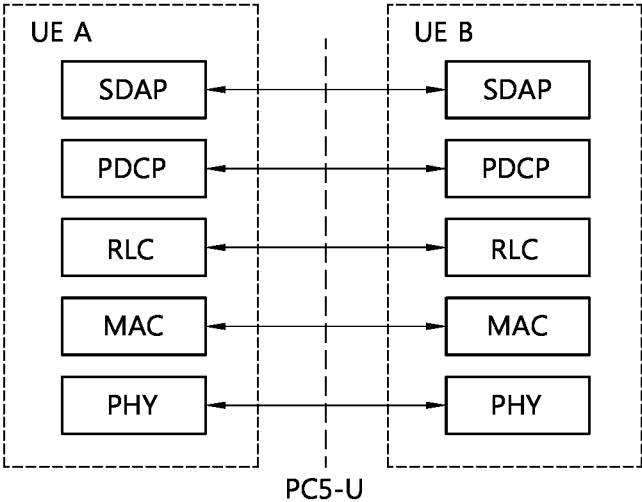 UE A
UE B
SDAP
SDAP
PDCP
PDCP
RLC
RLC
MAC
MAC
PHY
PHY
PC5-U